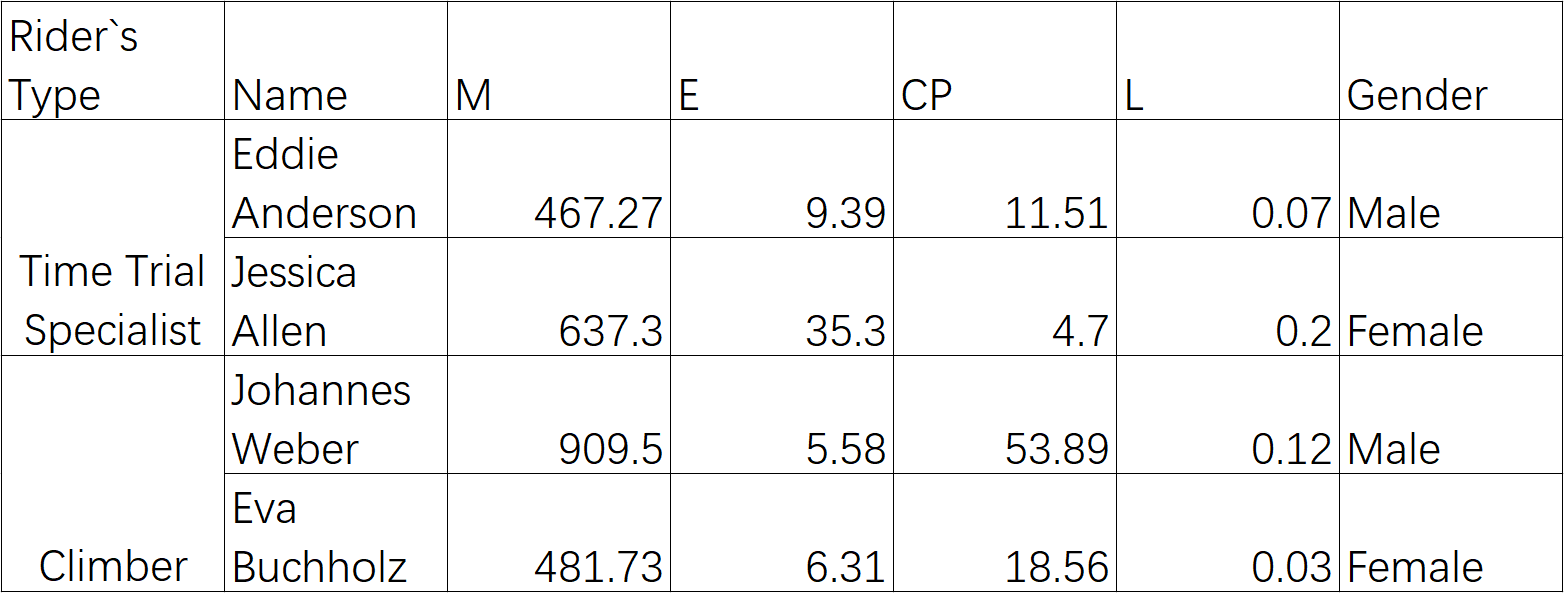 Rider`s
Type Name M E CP L Gender
Eddie
Anderson 467.27 9.39 11.51 0.07 Male
Time Trial Jessica
Specialist Allen 637.3 35.3 4.7 0.2 Female
Johannes
Weber 909.5 5.58 53.89 0.12 Male
Eva
Climber Buchholz 481.73 6.31 18.56 0.03 Female